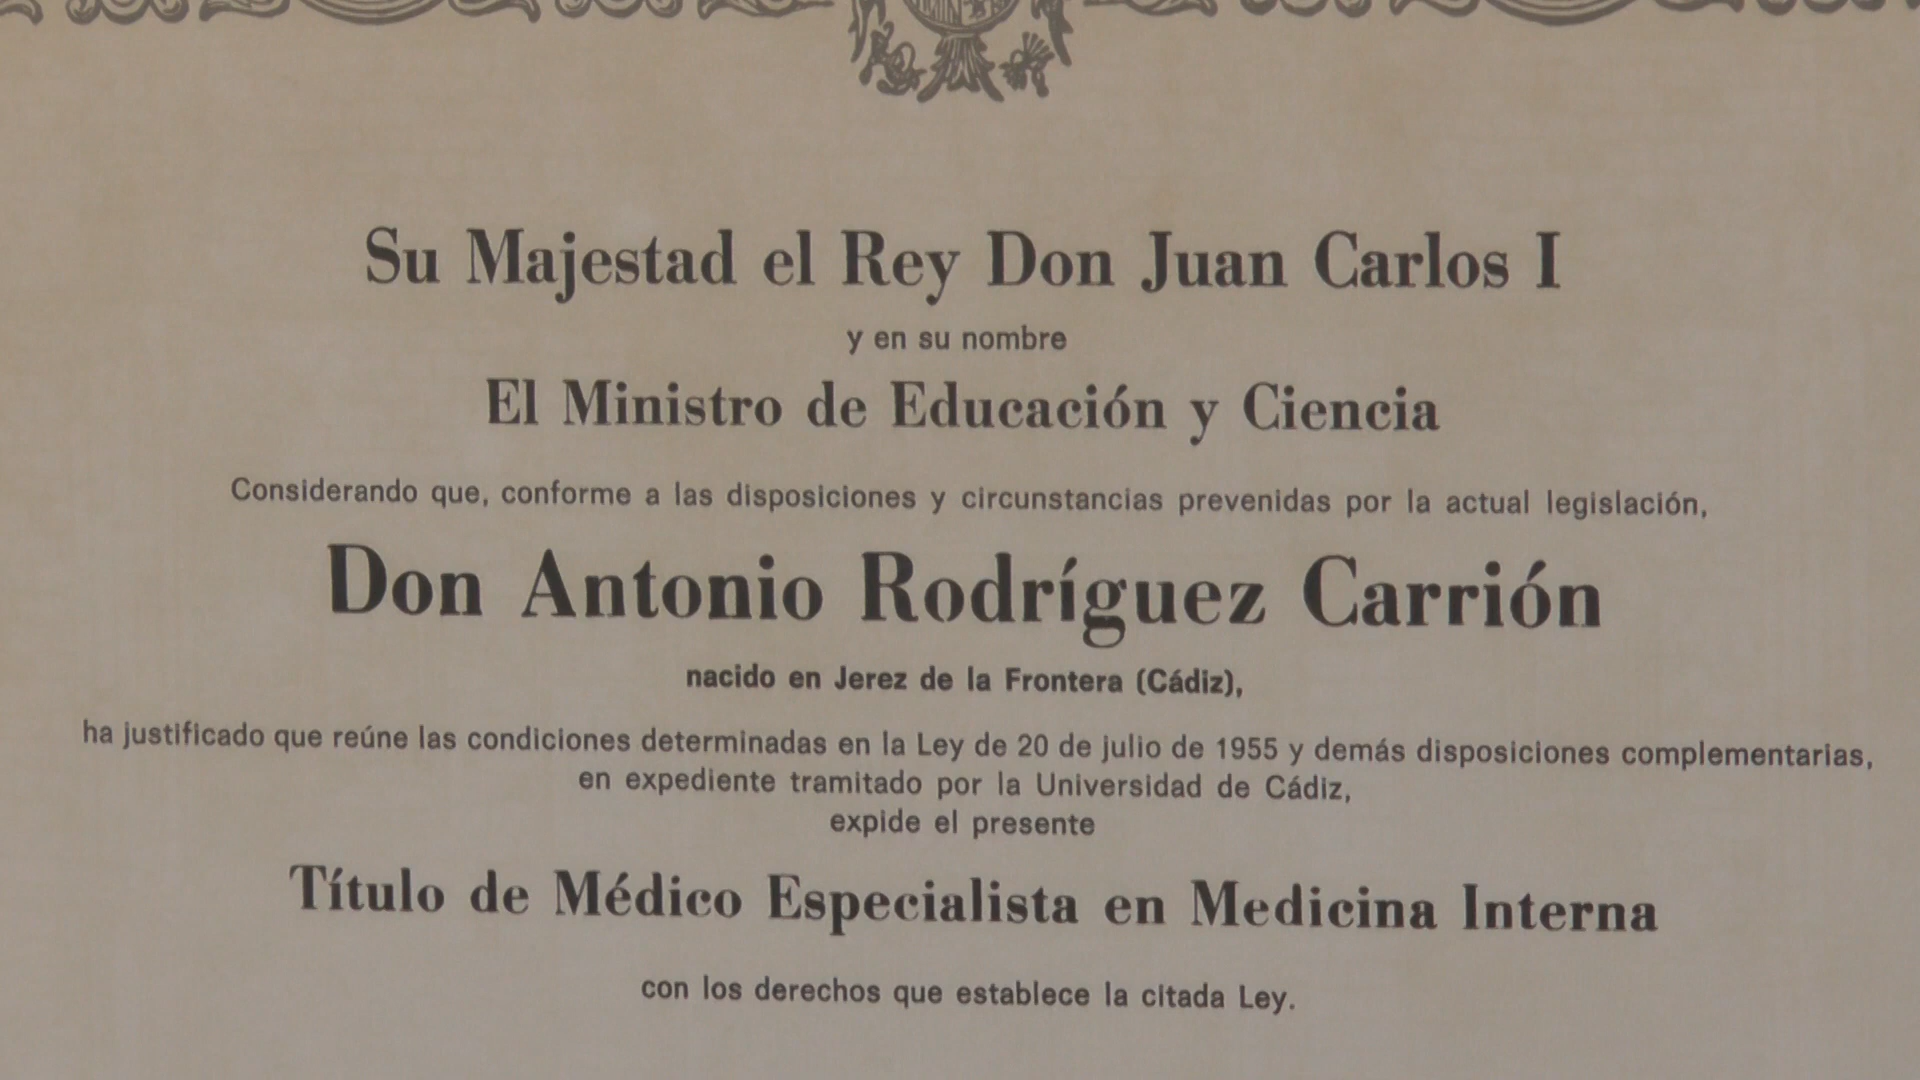 Su Majestad el Rey Don Juan Carlos I
y en su nombre
El Ministro de Educación y Ciencia
Considerando que, conforme a las disposiciones y circunstancias prevenidas por la actual legislación,
Don Antonio Rodríguez Carrión
nacido en Jerez de la Frontera (Cádiz),
ha justificado que reúne las condiciones determinadas en la Ley de 20 de julio de 1955 y demás disposiciones complementarias,
en expediente tramitado por la Universidad de Cádiz,
expide el presente
Título de Médico Especialista en Medicina Interna
con los derechos que establece la citada Ley.